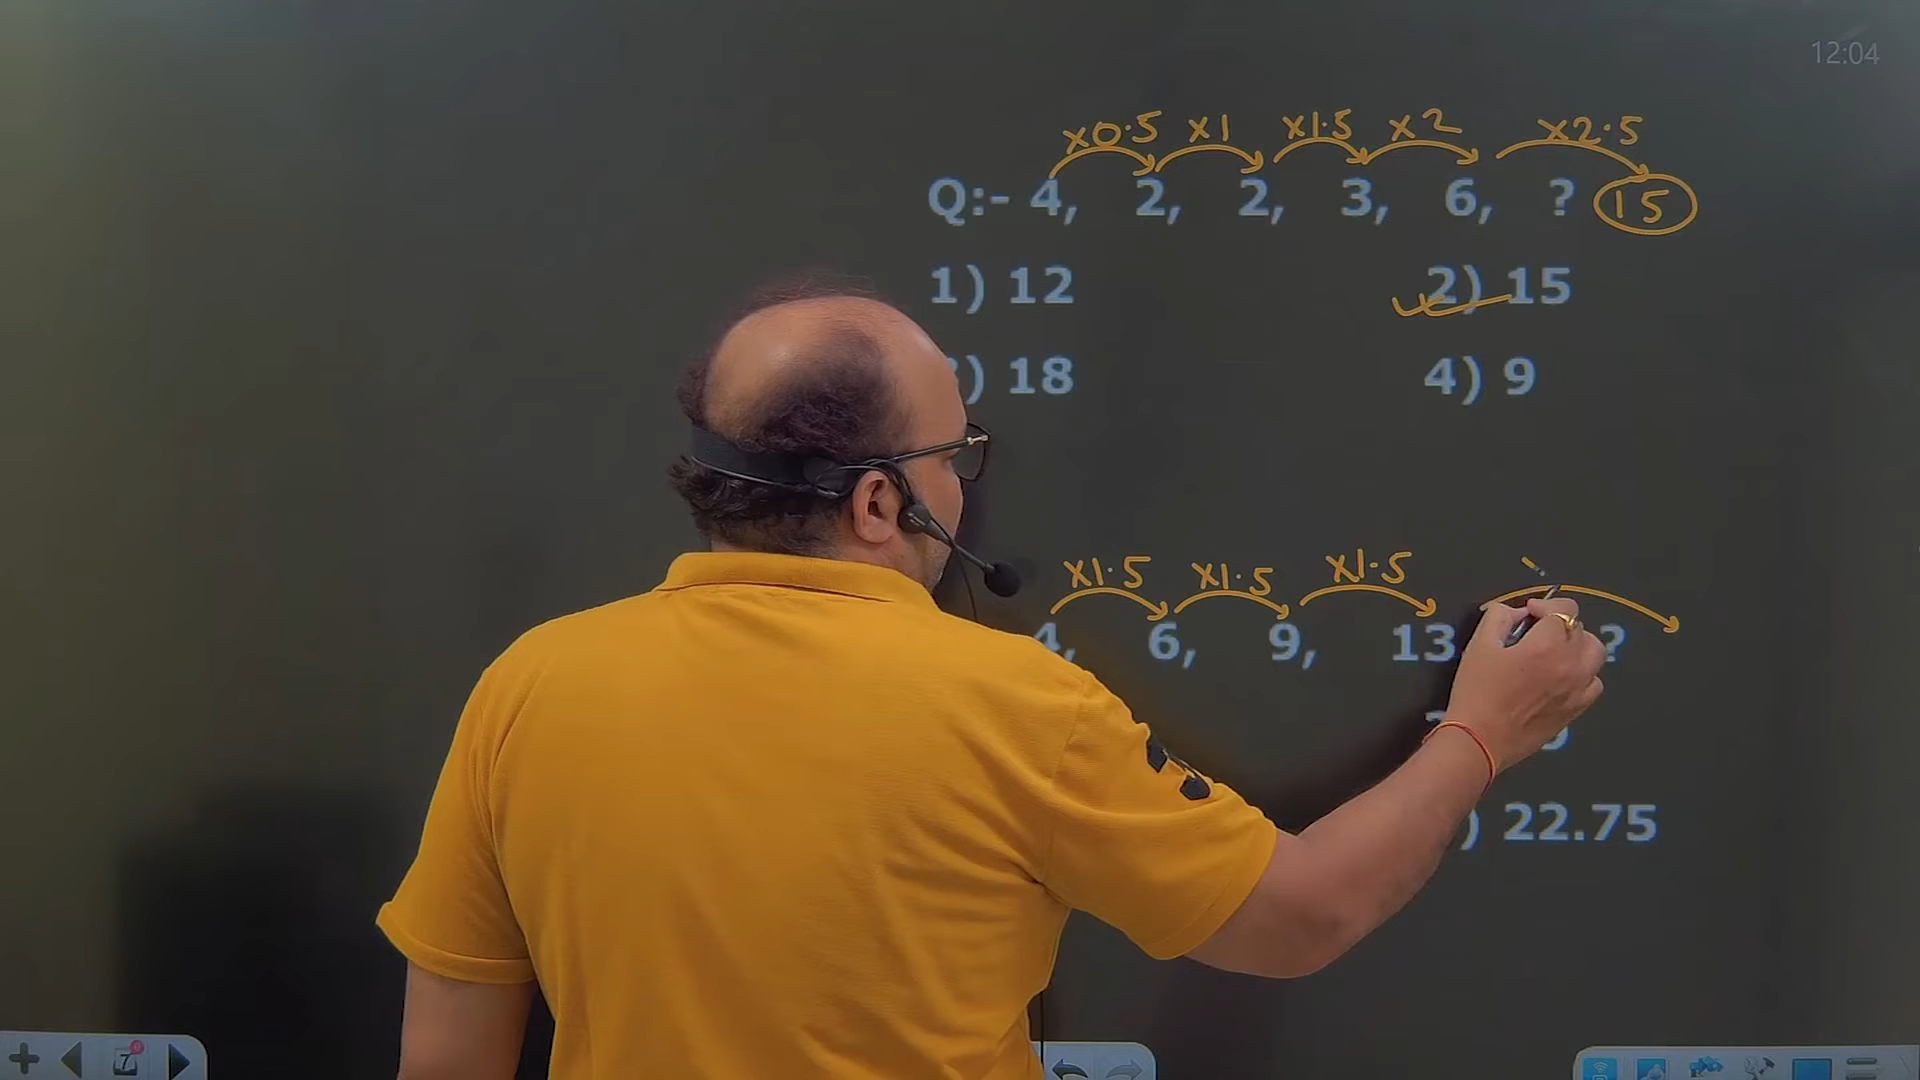 12:04
×0.5 ×1 ×1.5 ×2 ×2.5
Q:- 4, 2, 2, 3, 6, ? 15
1) 12 2) 15
) 18 4) 9
×1.5 ×1.5 ×1.5
4, 6, 9, 13 ?
) 22.75
7